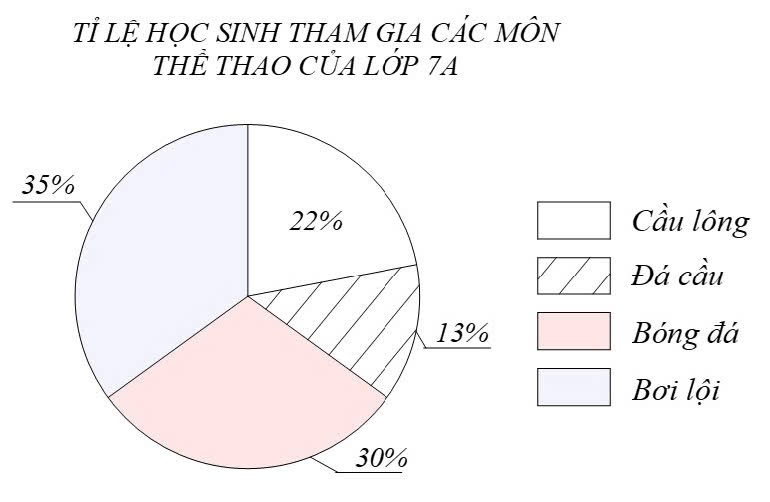 TỈ LỆ HỌC SINH THAM GIA CÁC MÔN
THỂ THAO CỦA LỚP 7A
35%
22%
13%
30%
Cầu lông
Đá cầu
Bóng đá
Bơi lội